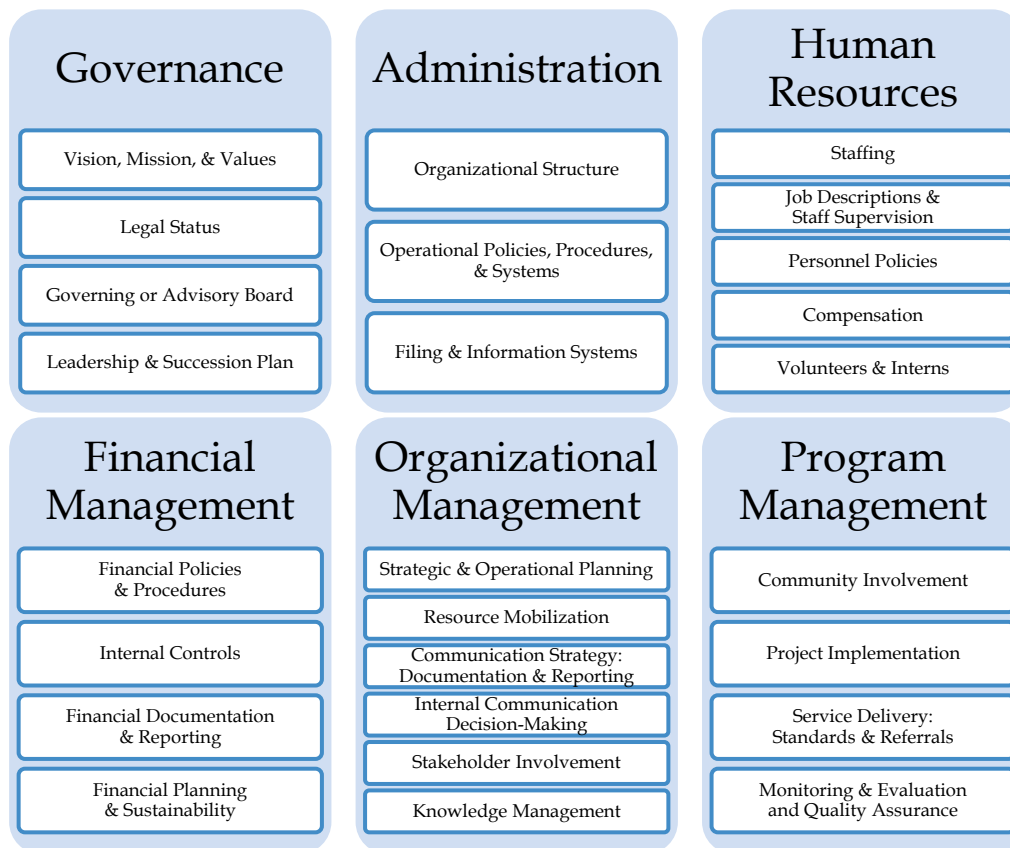 Governance
Vision, Mission, & Values
Legal Status
Governing or Advisory Board
Leadership & Succession Plan
Administration
Organizational Structure
Operational Policies, Procedures,
& Systems
Filing & Information Systems
Human
Resources
Staffing
Job Descriptions &
Staff Supervision
Personnel Policies
Compensation
Volunteers & Interns
Financial
Management
Financial Policies
& Procedures
Internal Controls
Financial Documentation
& Reporting
Financial Planning
& Sustainability
Organizational
Management
Strategic & Operational Planning
Resource Mobilization
Communication Strategy:
Documentation & Reporting
Internal Communication
Decision-Making
Stakeholder Involvement
Knowledge Management
Program
Management
Community Involvement
Project Implementation
Service Delivery:
Standards & Referrals
Monitoring & Evaluation
and Quality Assurance